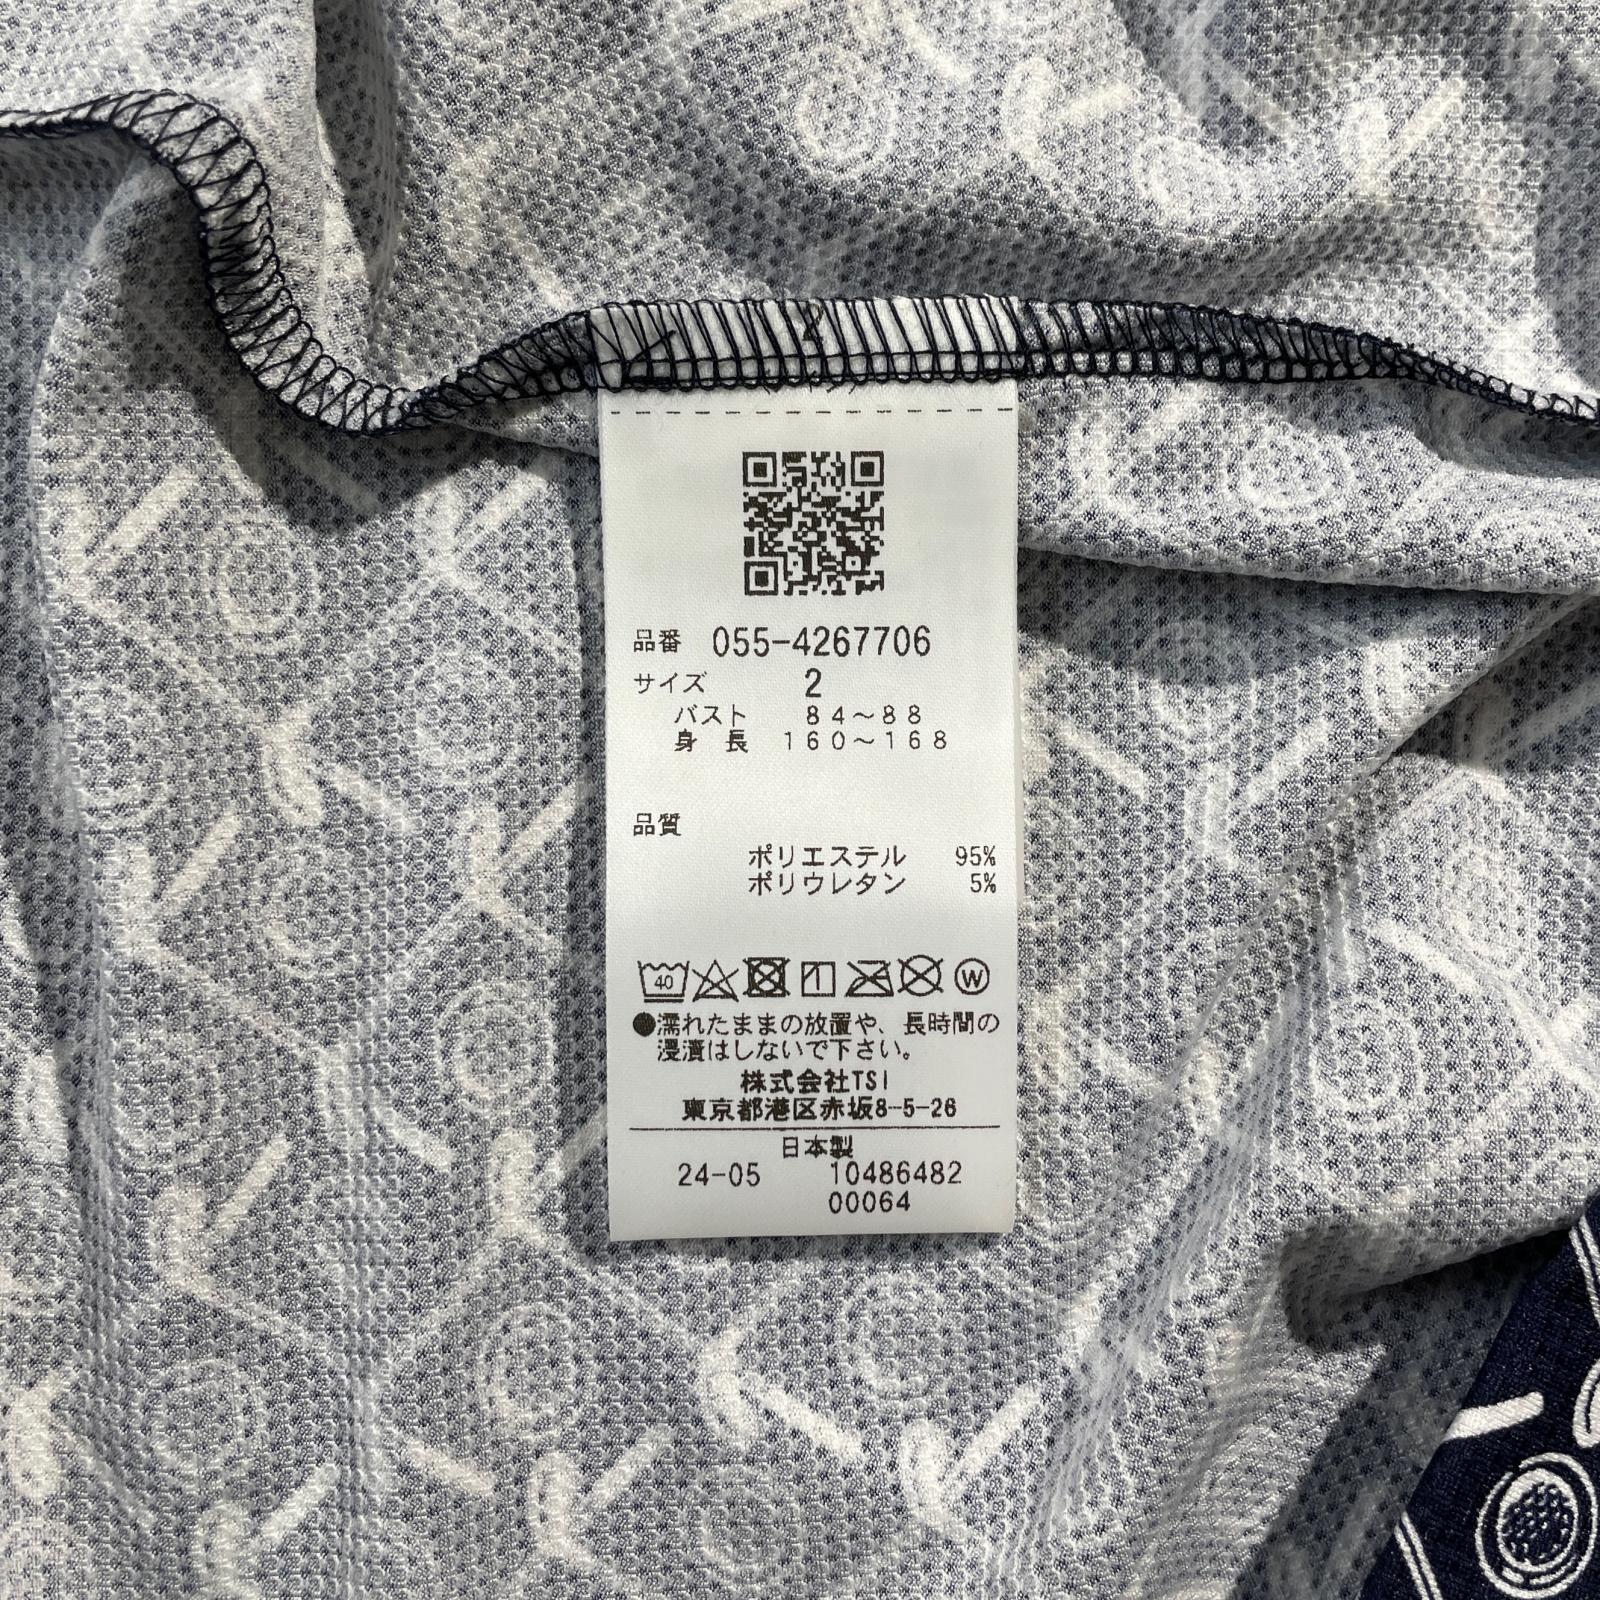 品番 055-4267706
サイズ 2
バスト 84~88
身長 160~168
品質
ポリエステル 95%
ポリウレタン 5%
40 W
●濡れたままの放置や、長時間の
浸漬はしないで下さい。
株式会社TSI
東京都港区赤坂8-5-26
日本製
24-05 10486482
00064